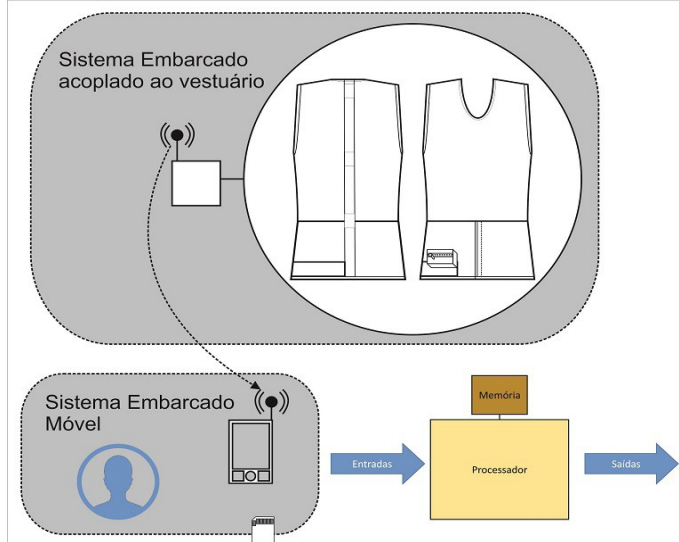 Sistema Embarcado
acoplado ao vestuário
Sistema Embarcado
Móvel
Memória
Entradas
Processador
Saídas